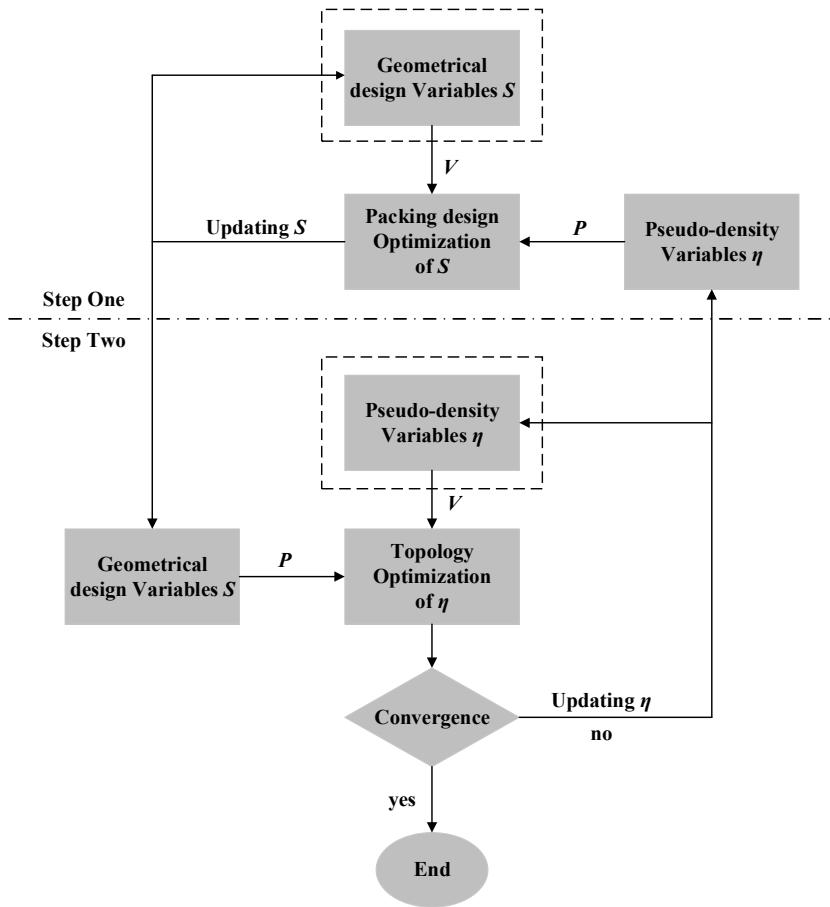 Geometrical
design Variables S
V
Updating S
Packing design
Optimization
of S
P
Pseudo-density
Variables η
Step One
Step Two
Pseudo-density
Variables η
V
Geometrical
design Variables S
P
Topology
Optimization
of η
Convergence
Updating η
no
yes
End